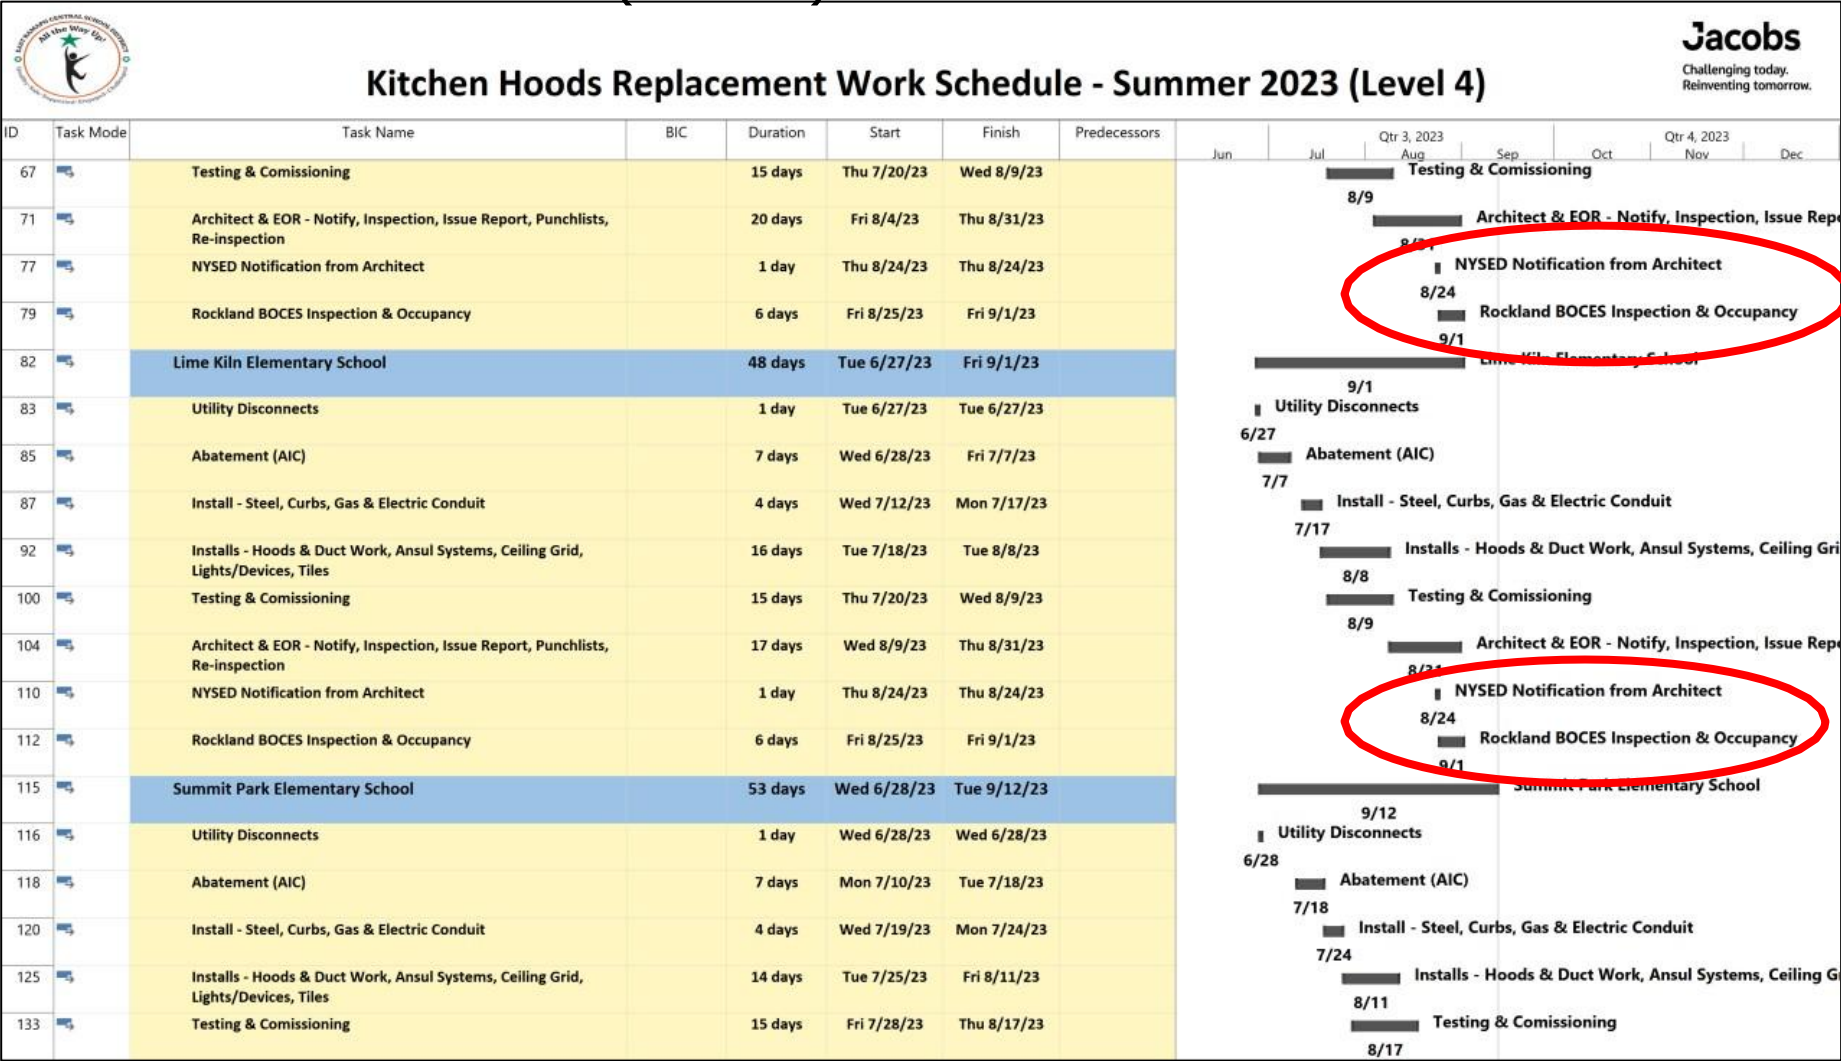 EAST RAMAPO CENTRAL SCHOOL DISTRICT
All the Way Up!
Jacobs
Challenging today.
Reinventing tomorrow.
Kitchen Hoods Replacement Work Schedule - Summer 2023 (Level 4)
ID Task Mode Task Name BIC Duration Start Finish Predecessors
Qtr 3, 2023 Qtr 4, 2023
Jun Jul Aug Sep Oct Nov Dec
67 Testing & Comissioning 15 days Thu 7/20/23 Wed 8/9/23 Testing & Comissioning
8/9
71 Architect & EOR - Notify, Inspection, Issue Report, Punchlists, 20 days Fri 8/4/23 Thu 8/31/23 Architect & EOR - Notify, Inspection, Issue Repo
Re-inspection
8/31
77 NYSED Notification from Architect 1 day Thu 8/24/23 Thu 8/24/23 NYSED Notification from Architect
8/24
79 Rockland BOCES Inspection & Occupancy 6 days Fri 8/25/23 Fri 9/1/23 Rockland BOCES Inspection & Occupancy
9/1
82 Lime Kiln Elementary School 48 days Tue 6/27/23 Fri 9/1/23 Lime Kiln Elementary School
9/1
83 Utility Disconnects 1 day Tue 6/27/23 Tue 6/27/23 Utility Disconnects
6/27
85 Abatement (AIC) 7 days Wed 6/28/23 Fri 7/7/23 Abatement (AIC)
7/7
87 Install - Steel, Curbs, Gas & Electric Conduit 4 days Wed 7/12/23 Mon 7/17/23 Install - Steel, Curbs, Gas & Electric Conduit
7/17
92 Installs - Hoods & Duct Work, Ansul Systems, Ceiling Grid, 16 days Tue 7/18/23 Tue 8/8/23 Installs - Hoods & Duct Work, Ansul Systems, Ceiling Gri
Lights/Devices, Tiles
8/8
100 Testing & Comissioning 15 days Thu 7/20/23 Wed 8/9/23 Testing & Comissioning
8/9
104 Architect & EOR - Notify, Inspection, Issue Report, Punchlists, 17 days Wed 8/9/23 Thu 8/31/23 Architect & EOR - Notify, Inspection, Issue Repo
Re-inspection
8/31
110 NYSED Notification from Architect 1 day Thu 8/24/23 Thu 8/24/23 NYSED Notification from Architect
8/24
112 Rockland BOCES Inspection & Occupancy 6 days Fri 8/25/23 Fri 9/1/23 Rockland BOCES Inspection & Occupancy
9/1
115 Summit Park Elementary School 53 days Wed 6/28/23 Tue 9/12/23 Summit Park Elementary School
9/12
116 Utility Disconnects 1 day Wed 6/28/23 Wed 6/28/23 Utility Disconnects
6/28
118 Abatement (AIC) 7 days Mon 7/10/23 Tue 7/18/23 Abatement (AIC)
7/18
120 Install - Steel, Curbs, Gas & Electric Conduit 4 days Wed 7/19/23 Mon 7/24/23 Install - Steel, Curbs, Gas & Electric Conduit
7/24
125 Installs - Hoods & Duct Work, Ansul Systems, Ceiling Grid, 14 days Tue 7/25/23 Fri 8/11/23 Installs - Hoods & Duct Work, Ansul Systems, Ceiling G
Lights/Devices, Tiles
8/11
133 Testing & Comissioning 15 days Fri 7/28/23 Thu 8/17/23 Testing & Comissioning
8/17